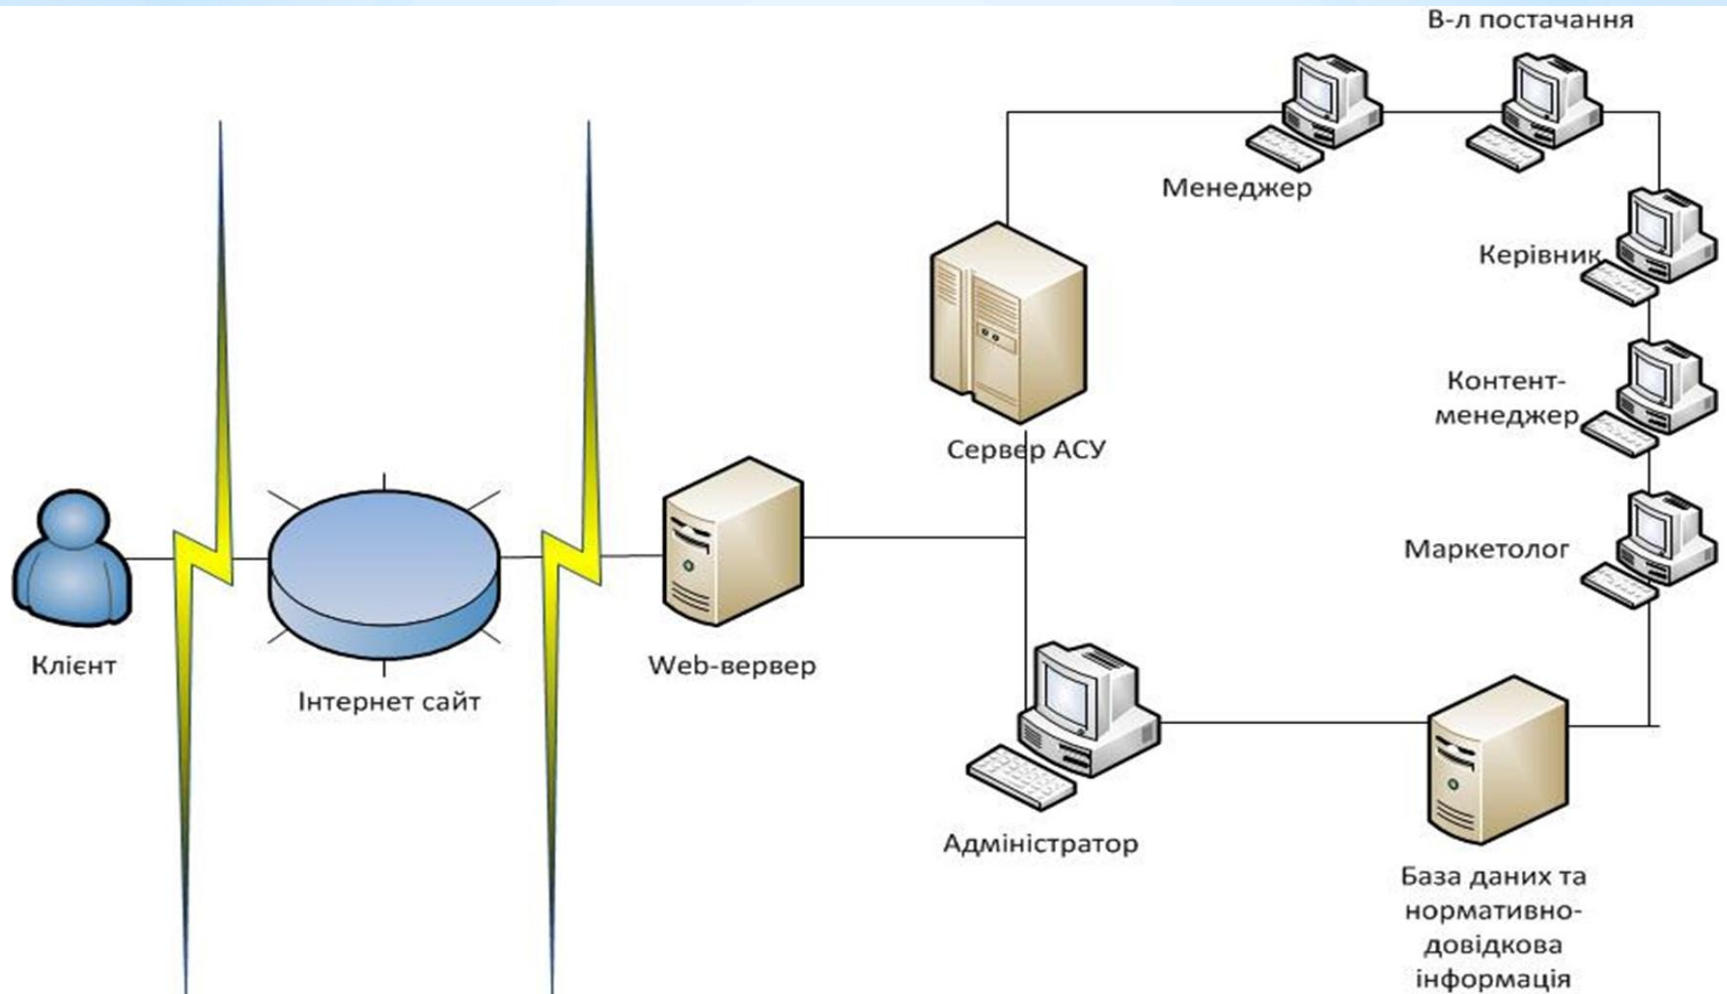 В-л постачання
Менеджер
Керівник
Контент-
менеджер
Сервер АСУ
Маркетолог
Клієнт
Інтернет сайт
Web-вервер
Адміністратор
База даних та
нормативно-
довідкова
інформація